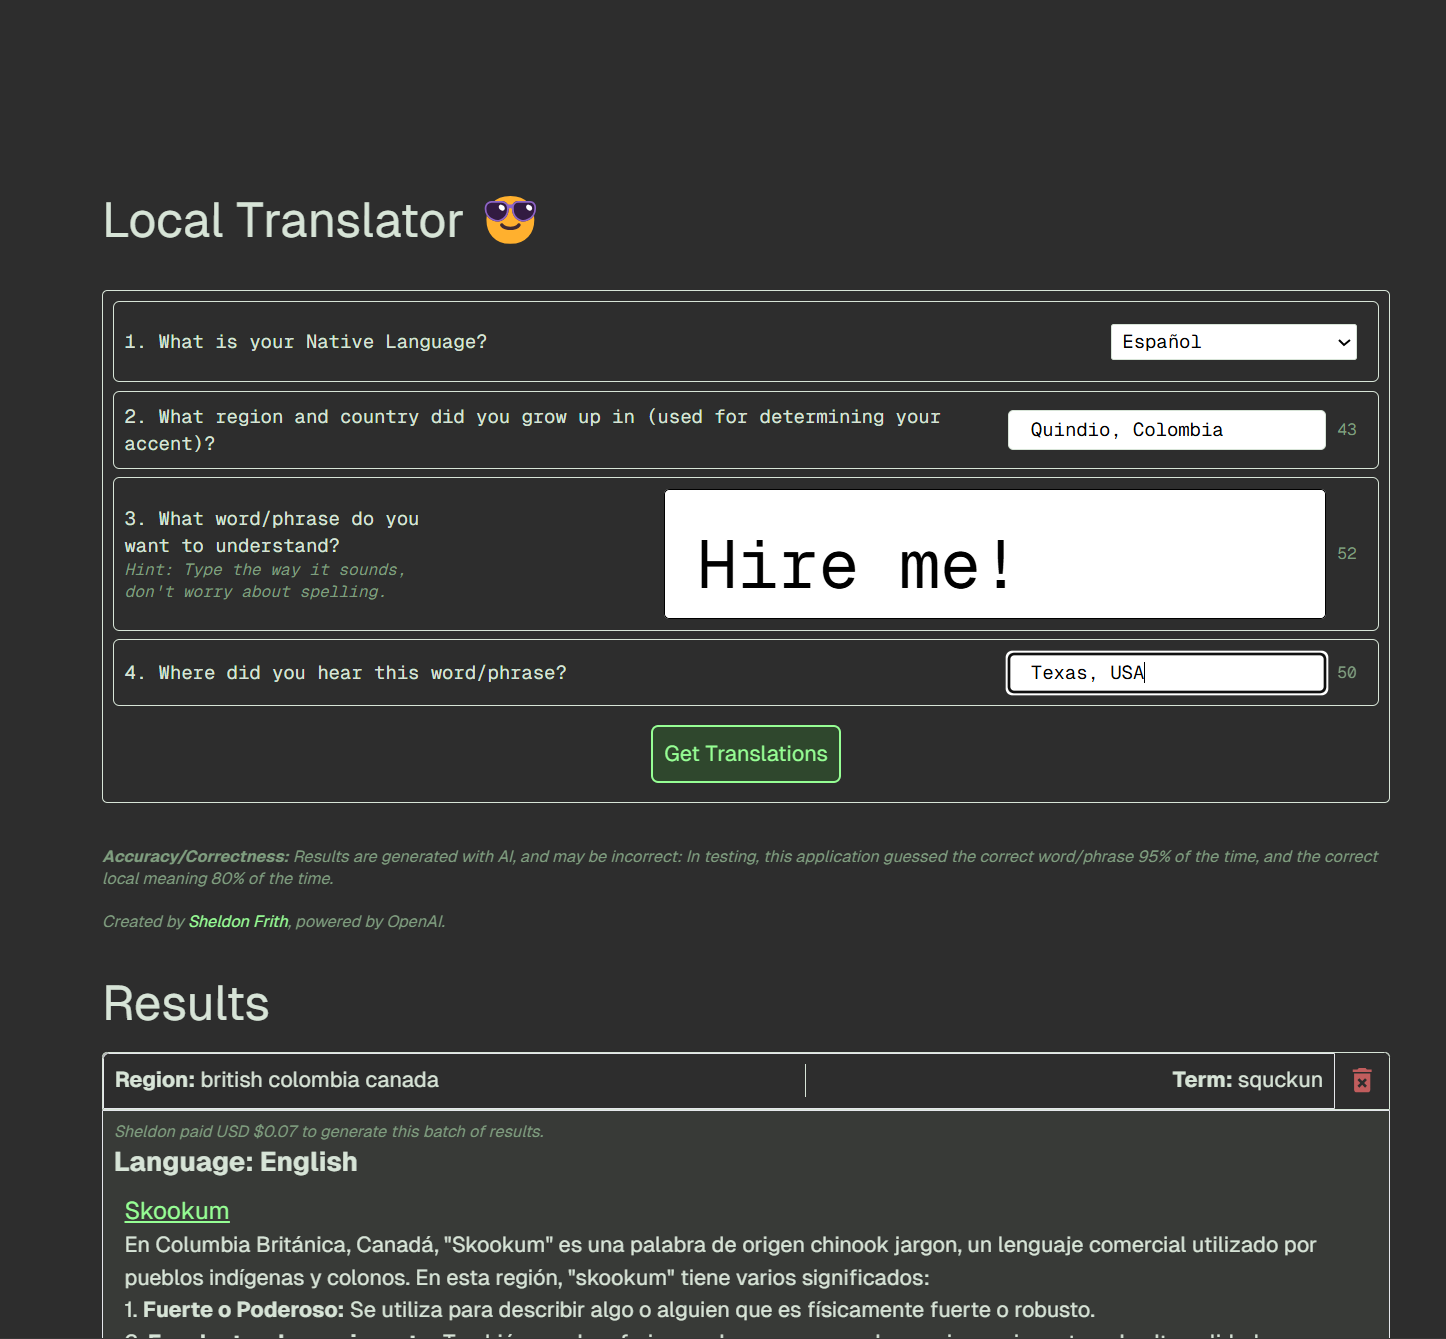 Local Translator 😎
1. What is your Native Language?
Español
2. What region and country did you grow up in (used for determining your
accent)?
Quindio, Colombia
43
3. What word/phrase do you
want to understand?
Hint: Type the way it sounds,
don't worry about spelling.
Hire me!
52
4. Where did you hear this word/phrase?
Texas, USA
50
Get Translations
Accuracy/Correctness: Results are generated with AI, and may be incorrect: In testing, this application guessed the correct word/phrase 95% of the time, and the correct
local meaning 80% of the time.
Created by Sheldon Frith, powered by OpenAI.
Results
Region: british colombia canada
Term: squckun
Sheldon paid USD $0.07 to generate this batch of results.
Language: English
Skookum
En Columbia Británica, Canadá, "Skookum" es una palabra de origen chinook jargon, un lenguaje comercial utilizado por
pueblos indígenas y colonos. En esta región, "skookum" tiene varios significados:
1. Fuerte o Poderoso: Se utiliza para describir algo o alguien que es físicamente fuerte o robusto.